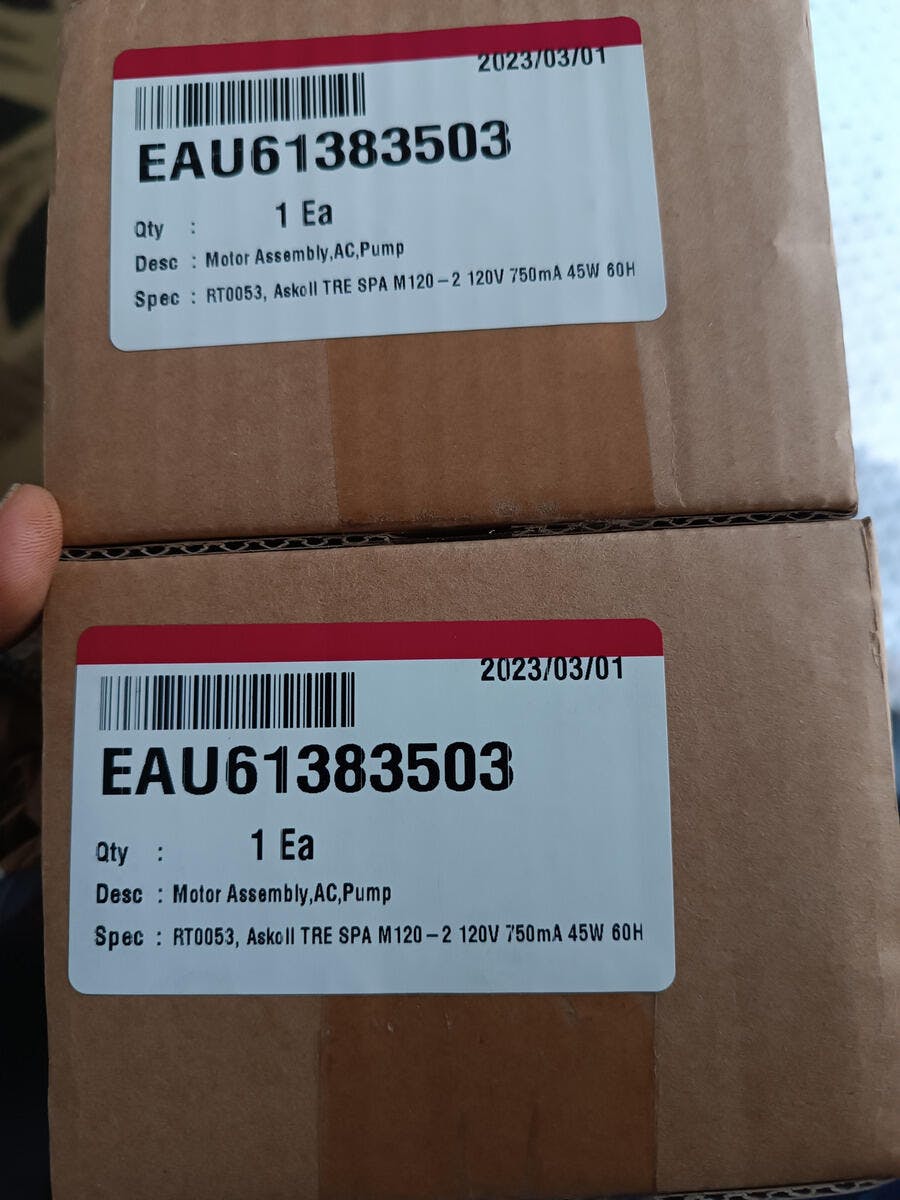 2023/03/01
EAU61383503
Qty : 1 Ea
Desc : Motor Assembly,AC,Pump
Spec : RT0053, Askoll TRE SPA M120-2 120V 750mA 45W 60H
2023/03/01
EAU61383503
Qty : 1 Ea
Desc : Motor Assembly,AC,Pump
Spec : RT0053, Askoll TRE SPA M120-2 120V 750mA 45W 60H